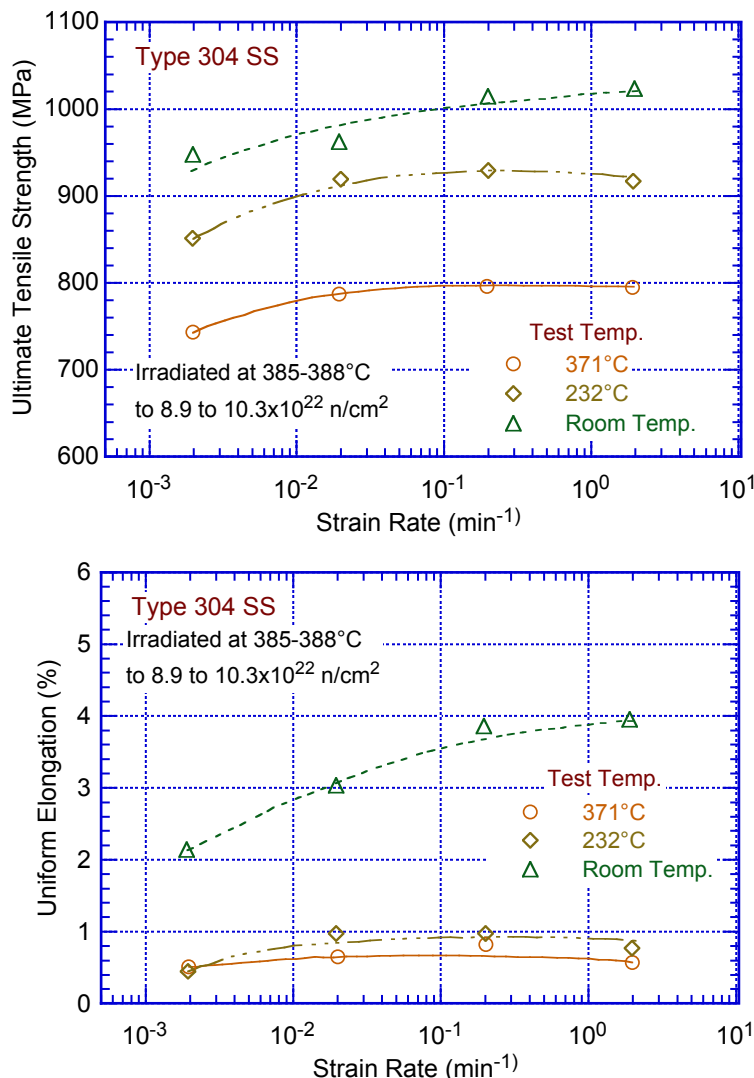 1100
1000
900
800
700
600
Ultimate Tensile Strength (MPa)
Type 304 SS
Irradiated at 385-388°C
to 8.9 to 10.3x10²² n/cm²
Test Temp.
371°C
232°C
Room Temp.
10⁻³ 10⁻² 10⁻¹ 10⁰ 10¹
Strain Rate (min⁻¹)
6
5
4
3
2
1
0
Uniform Elongation (%)
Type 304 SS
Irradiated at 385-388°C
to 8.9 to 10.3x10²² n/cm²
Test Temp.
371°C
232°C
Room Temp.
10⁻³ 10⁻² 10⁻¹ 10⁰ 10¹
Strain Rate (min⁻¹)